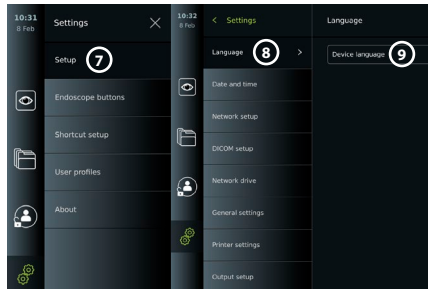 10:31
8 Feb
Settings
Setup
7
Endoscope buttons
Shortcut setup
User profiles
About
10:32
8 Feb
< Settings
Language
8
>
Date and time
Network setup
DICOM setup
Network drive
General settings
Printer settings
Output setup
Language
Device language
9